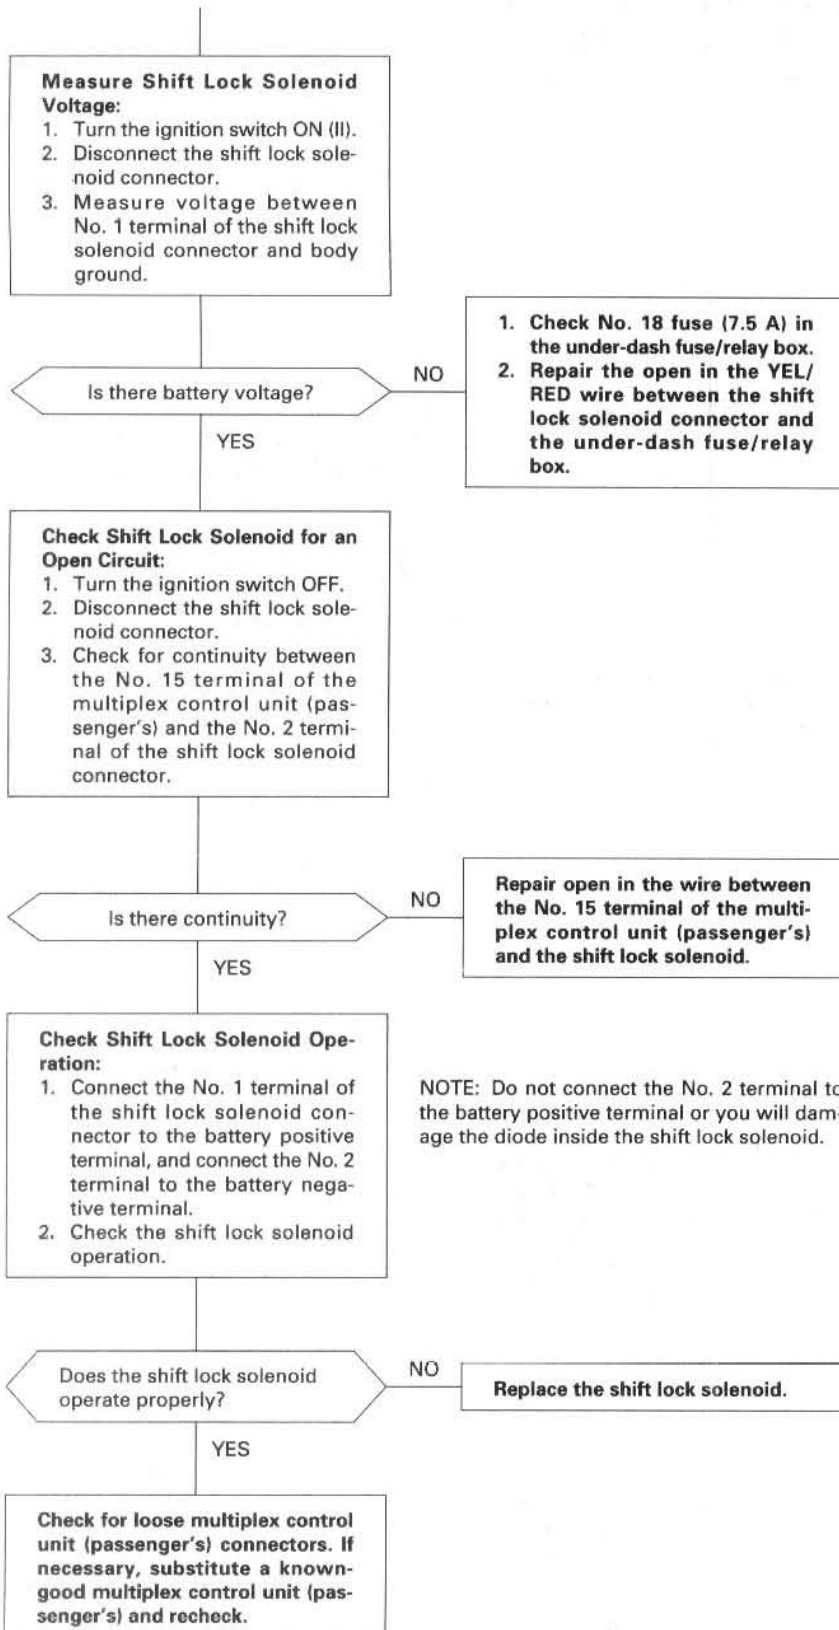 Measure Shift Lock Solenoid
Voltage:
1. Turn the ignition switch ON (II).
2. Disconnect the shift lock sole-
noid connector.
3. Measure voltage between
No. 1 terminal of the shift lock
solenoid connector and body
ground.
Is there battery voltage?
NO
1. Check No. 18 fuse (7.5 A) in
the under-dash fuse/relay box.
2. Repair the open in the YEL/
RED wire between the shift
lock solenoid connector and
the under-dash fuse/relay
box.
YES
Check Shift Lock Solenoid for an
Open Circuit:
1. Turn the ignition switch OFF.
2. Disconnect the shift lock sole-
noid connector.
3. Check for continuity between
the No. 15 terminal of the
multiplex control unit (pas-
senger's) and the No. 2 termi-
nal of the shift lock solenoid
connector.
Is there continuity?
NO
Repair open in the wire between
the No. 15 terminal of the multi-
plex control unit (passenger's)
and the shift lock solenoid.
YES
Check Shift Lock Solenoid Ope-
ration:
1. Connect the No. 1 terminal of
the shift lock solenoid con-
nector to the battery positive
terminal, and connect the No. 2
terminal to the battery nega-
tive terminal.
2. Check the shift lock solenoid
operation.
NOTE: Do not connect the No. 2 terminal to
the battery positive terminal or you will dam-
age the diode inside the shift lock solenoid.
Does the shift lock solenoid
operate properly?
NO
Replace the shift lock solenoid.
YES
Check for loose multiplex control
unit (passenger's) connectors. If
necessary, substitute a known-
good multiplex control unit (pas-
senger's) and recheck.